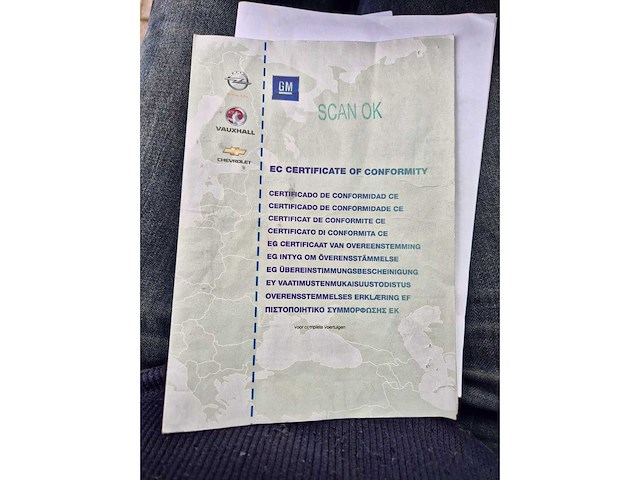 GM
SCAN OK
VAUXHALL
CHEVROLET
EC CERTIFICATE OF CONFORMITY
CERTIFICADO DE CONFORMIDAD CE
CERTIFICADO DE CONFORMIDADE CE
CERTIFICAT DE CONFORMITE CE
CERTIFICATO DI CONFORMITA CE
EG CERTIFICAAT VAN OVEREENSTEMMING
EG INTYG OM ÖVERENSSTÄMMELSE
EG ÜBEREINSTIMMUNGSBESCHEINIGUNG
EY VAATIMUSTENMUKAISUUSTODISTUS
OVERENSSTEMMELSES ERKLÆRING EF
ΠΙΣΤΟΠΟΙΗΤΙΚΟ ΣΥΜΜΟΡΦΩΣΗΣ ΕΚ
voor complete voertuigen